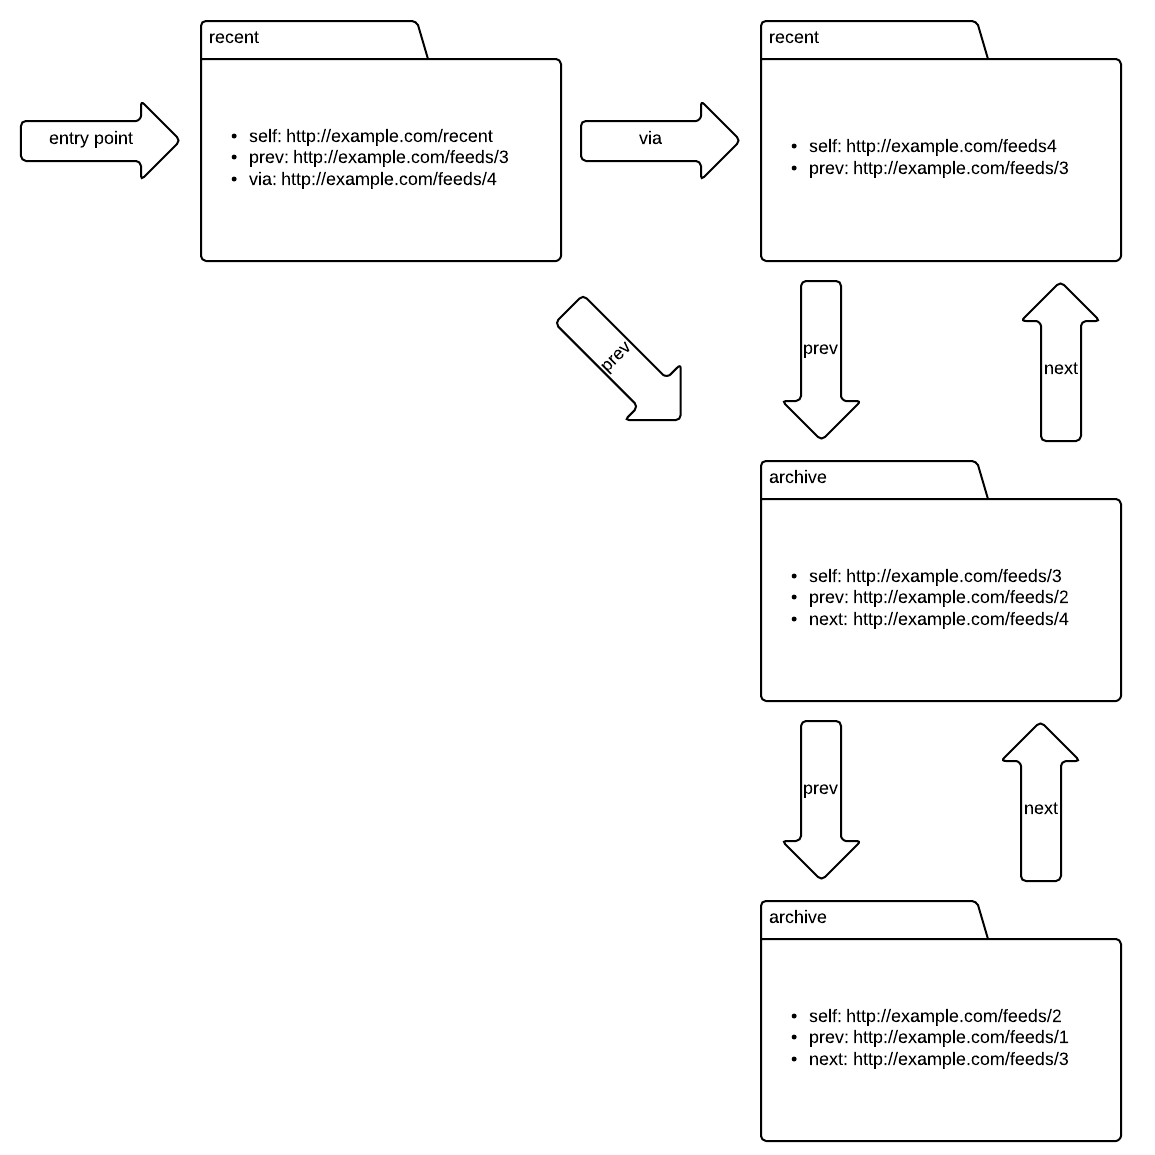 recent
entry point
• self: http://example.com/recent
• prev: http://example.com/feeds/3
• via: http://example.com/feeds/4
via
recent
• self: http://example.com/feeds4
• prev: http://example.com/feeds/3
prev
prev
next
archive
• self: http://example.com/feeds/3
• prev: http://example.com/feeds/2
• next: http://example.com/feeds/4
prev
next
archive
• self: http://example.com/feeds/2
• prev: http://example.com/feeds/1
• next: http://example.com/feeds/3